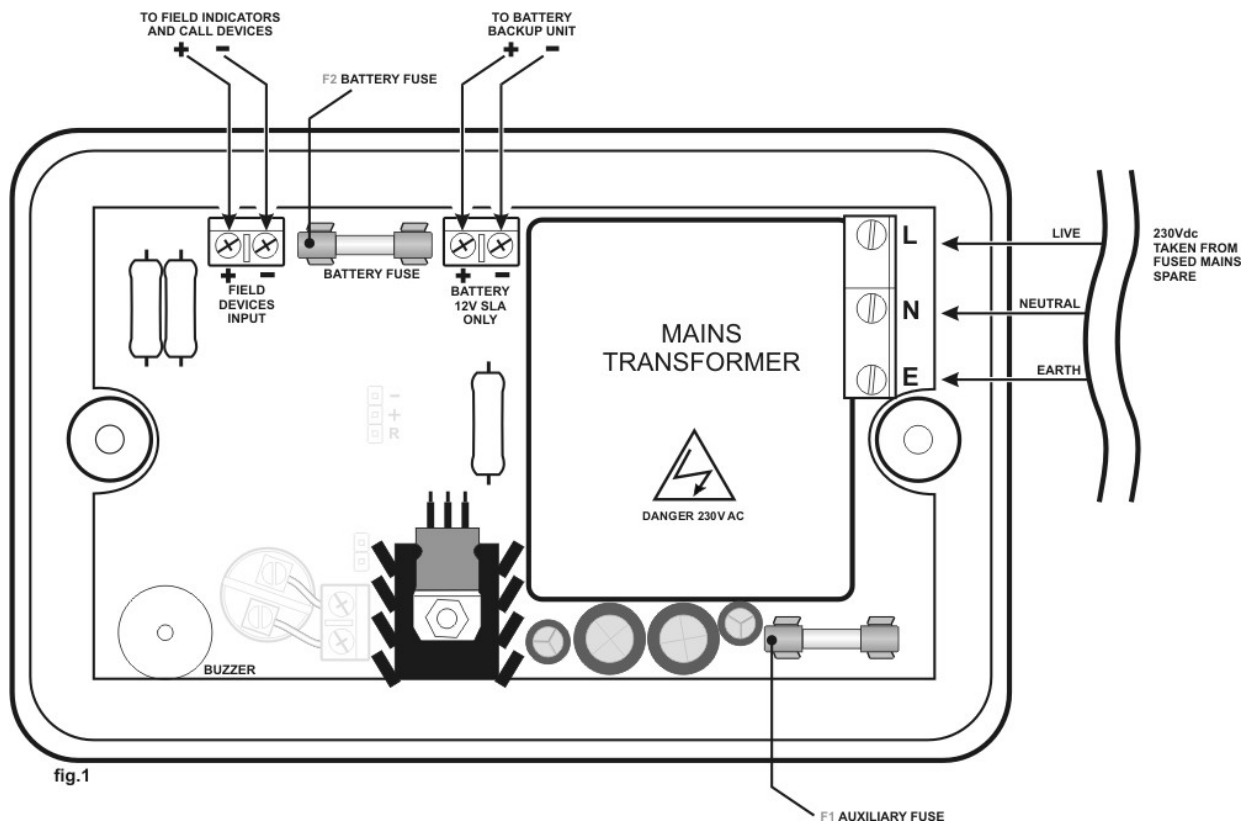 TO FIELD INDICATORS
AND CALL DEVICES
+ −
TO BATTERY
BACKUP UNIT
+ −
F2 BATTERY FUSE
+ −
FIELD
DEVICES
INPUT
BATTERY FUSE
+ −
BATTERY
12V SLA
ONLY
MAINS
TRANSFORMER
DANGER 230V AC
L
N
E
LIVE
NEUTRAL
EARTH
230Vdc
TAKEN FROM
FUSED MAINS
SPARE
−
+
R
BUZZER
fig.1
F1 AUXILIARY FUSE